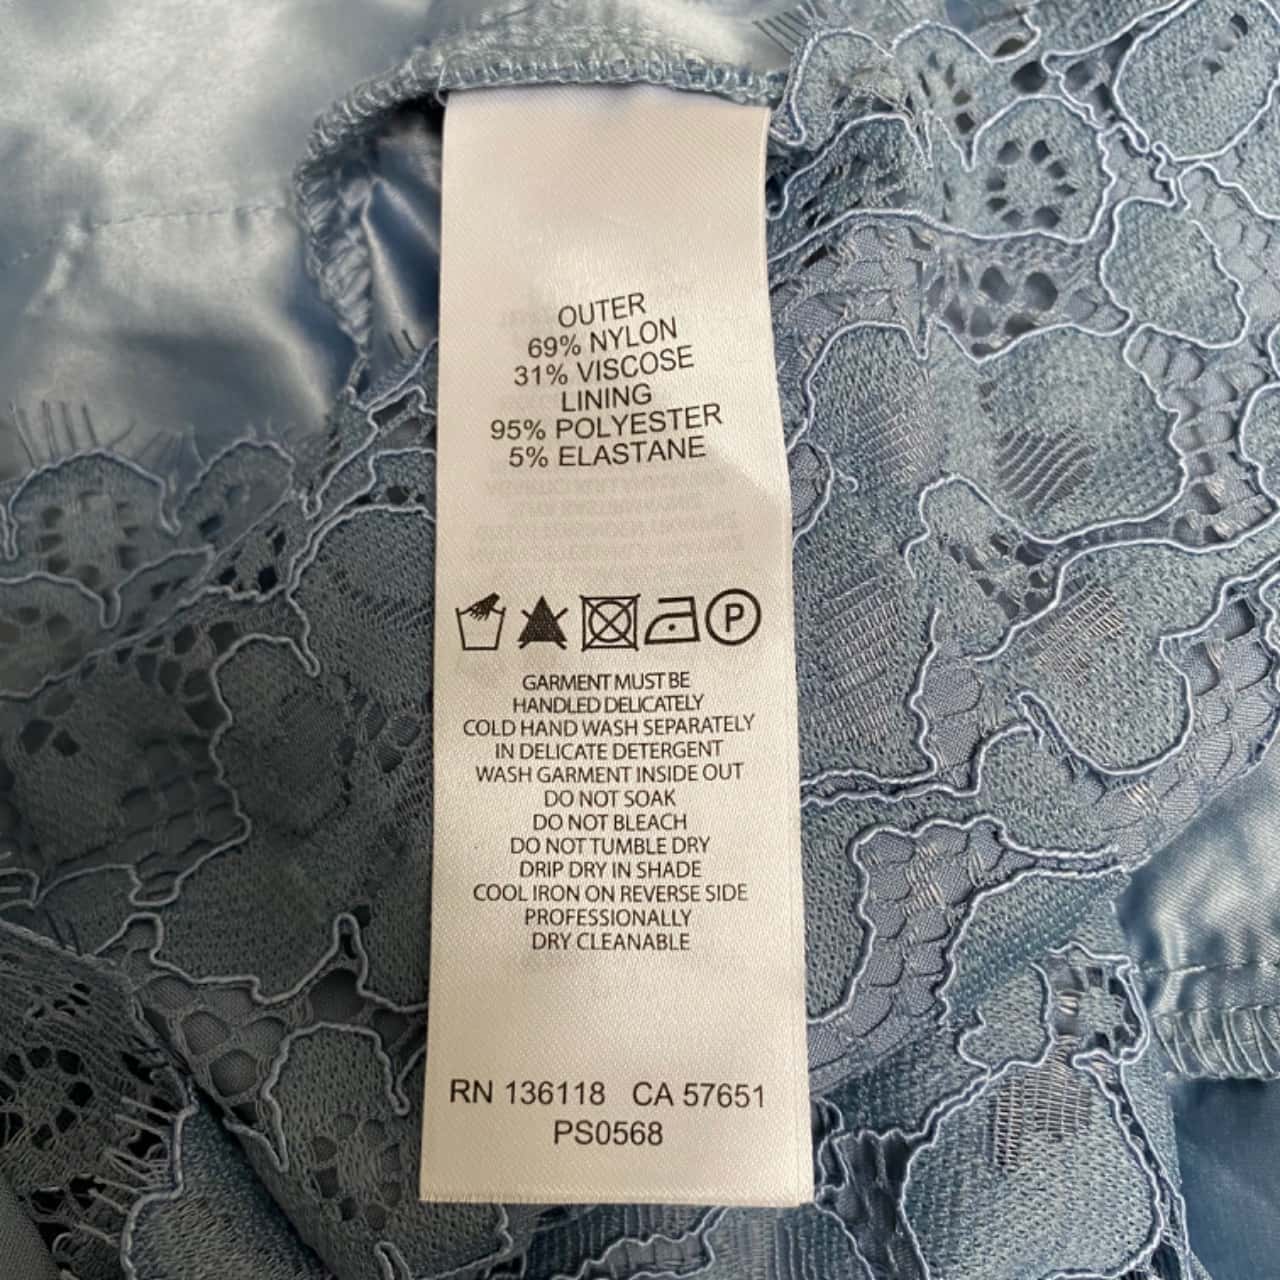 OUTER
69% NYLON
31% VISCOSE
LINING
95% POLYESTER
5% ELASTANE
P
GARMENT MUST BE
HANDLED DELICATELY
COLD HAND WASH SEPARATELY
IN DELICATE DETERGENT
WASH GARMENT INSIDE OUT
DO NOT SOAK
DO NOT BLEACH
DO NOT TUMBLE DRY
DRIP DRY IN SHADE
COOL IRON ON REVERSE SIDE
PROFESSIONALLY
DRY CLEANABLE
RN 136118 CA 57651
PS0568